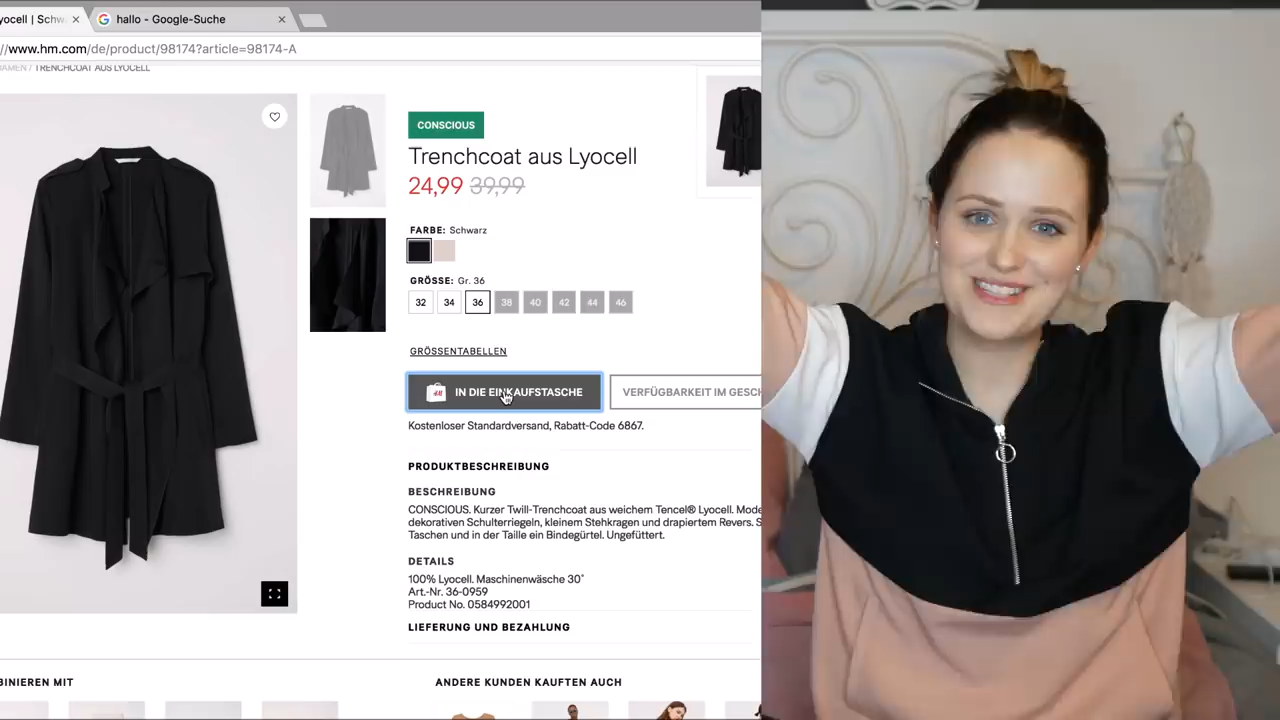 yocell | Schw
hallo - Google-Suche
//www.hm.com/de/product/98174?article=98174-A
DAMEN / TRENCHCOAT AUS LYOCELL
CONSCIOUS
Trenchcoat aus Lyocell
24,99 39,99
FARBE: Schwarz
GRÖSSE: Gr. 36
32 34 36 38 40 42 44 46
GRÖSSENTABELLEN
H&M IN DIE EINKAUFSTASCHE
VERFÜGBARKEIT IM GESCH
Kostenloser Standardversand, Rabatt-Code 6867.
PRODUKTBESCHREIBUNG
BESCHREIBUNG
CONSCIOUS. Kurzer Twill-Trenchcoat aus weichem Tencel® Lyocell. Mode
dekorativen Schulterriegeln, kleinem Stehkragen und drapiertem Revers. S
Taschen und in der Taille ein Bindegürtel. Ungefüttert.
DETAILS
100% Lyocell. Maschinenwäsche 30°
Art.-Nr. 36-0959
Product No. 0584992001
LIEFERUNG UND BEZAHLUNG
BINIEREN MIT
ANDERE KUNDEN KAUFTEN AUCH